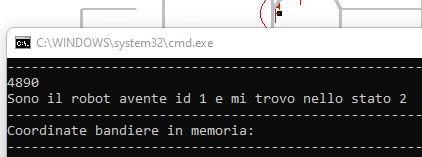 C:\WINDOWS\system32\cmd.exe
--------------------------------------------------------
4890
Sono il robot avente id 1 e mi trovo nello stato 2
--------------------------------------------------------
Coordinate bandiere in memoria:
--------------------------------------------------------